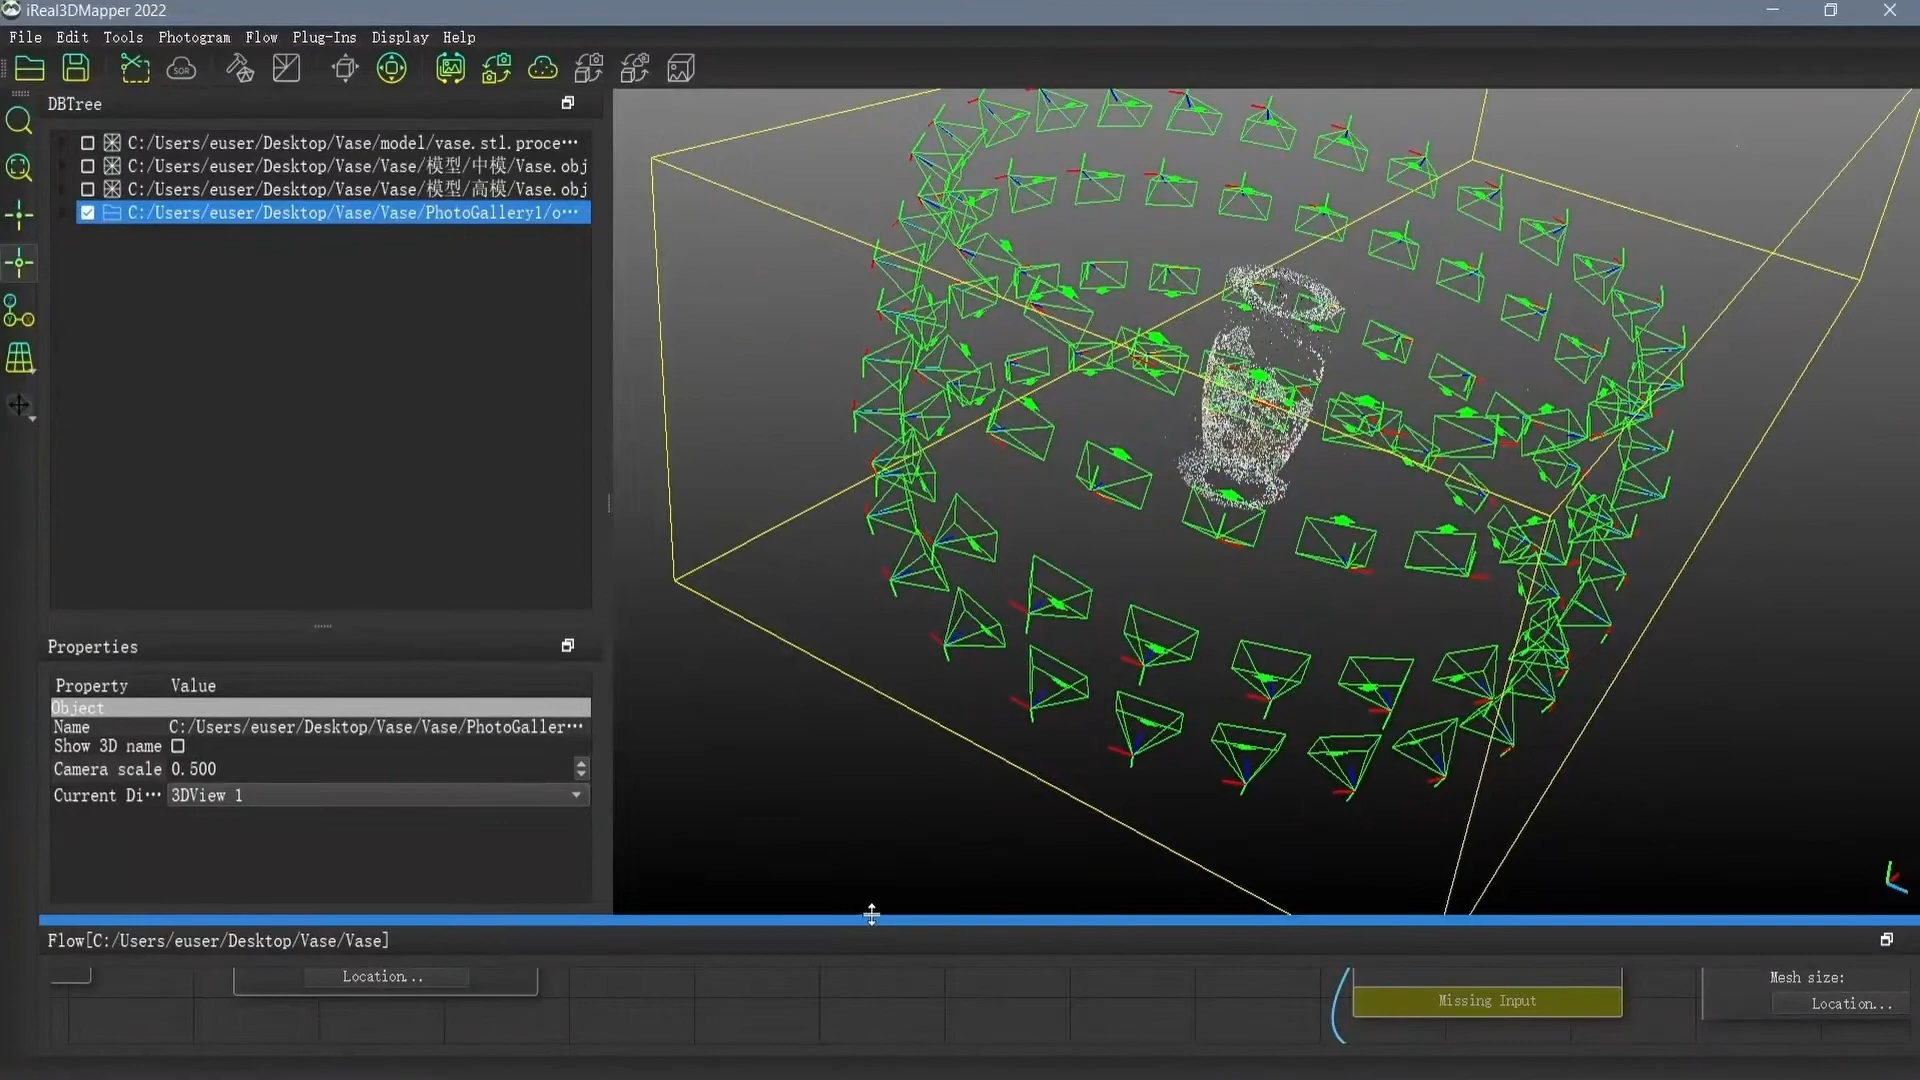 iReal3DMapper 2022
File Edit Tools Photogram Flow Plug-Ins Display Help
SOR
DBTree
C:/Users/euser/Desktop/Vase/model/vase.stl.proce···
C:/Users/euser/Desktop/Vase/Vase/模型/中模/Vase.obj
C:/Users/euser/Desktop/Vase/Vase/模型/高模/Vase.obj
C:/Users/euser/Desktop/Vase/Vase/PhotoGallery1/o···
Properties
Property Value
Object
Name C:/Users/euser/Desktop/Vase/Vase/PhotoGaller···
Show 3D name
Camera scale 0.500
Current Di··· 3DView 1
Flow[C:/Users/euser/Desktop/Vase/Vase]
Location...
Missing Input
Mesh size:
Location...